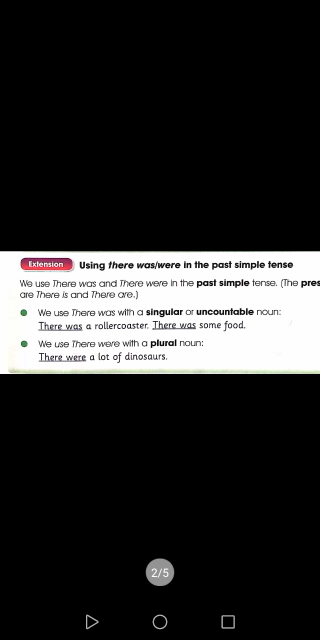 Extension Using there was/were in the past simple tense
We use There was and There were in the past simple tense. (The pres
are There is and There are.)
We use There was with a singular or uncountable noun:
There was a rollercoaster. There was some food.
We use There were with a plural noun:
There were a lot of dinosaurs.
2/5